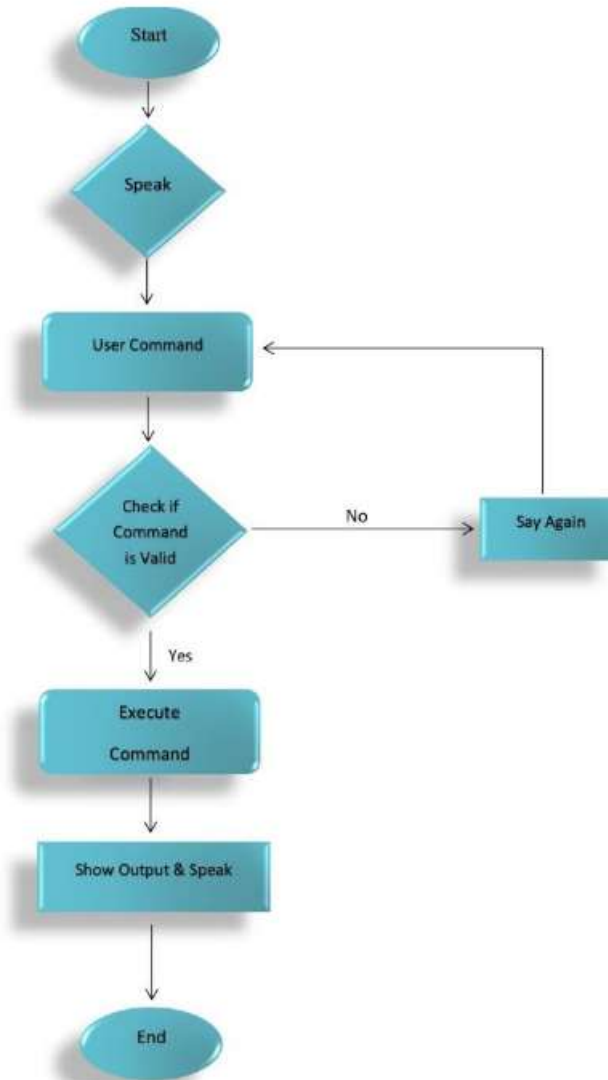 Start
Speak
User Command
Check if
Command
is Valid
No
Say Again
Yes
Execute
Command
Show Output & Speak
End